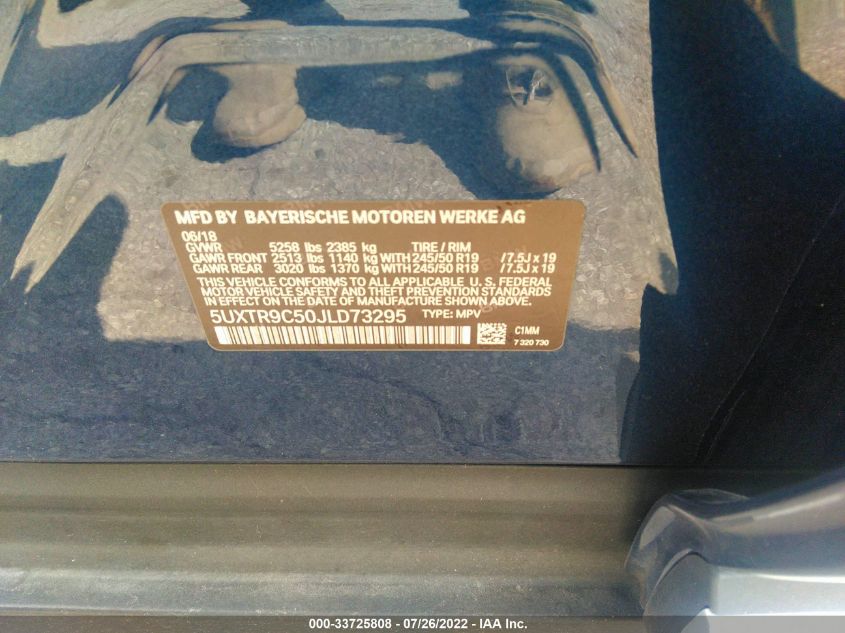 MFD BY BAYERISCHE MOTOREN WERKE AG
06/18
GVWR 5258 lbs 2385 kg TIRE / RIM
GAWR FRONT 2513 lbs 1140 kg WITH 245/50 R19 /7.5J x 19
GAWR REAR 3020 lbs 1370 kg WITH 245/50 R19 /7.5J x 19
THIS VEHICLE CONFORMS TO ALL APPLICABLE U.S. FEDERAL
MOTOR VEHICLE SAFETY AND THEFT PREVENTION STANDARDS
IN EFFECT ON THE DATE OF MANUFACTURE SHOWN ABOVE.
5UXTR9C50JLD73295 TYPE: MPV
C1MM
7 320 730
000-33725808 - 07/26/2022 - IAA Inc.